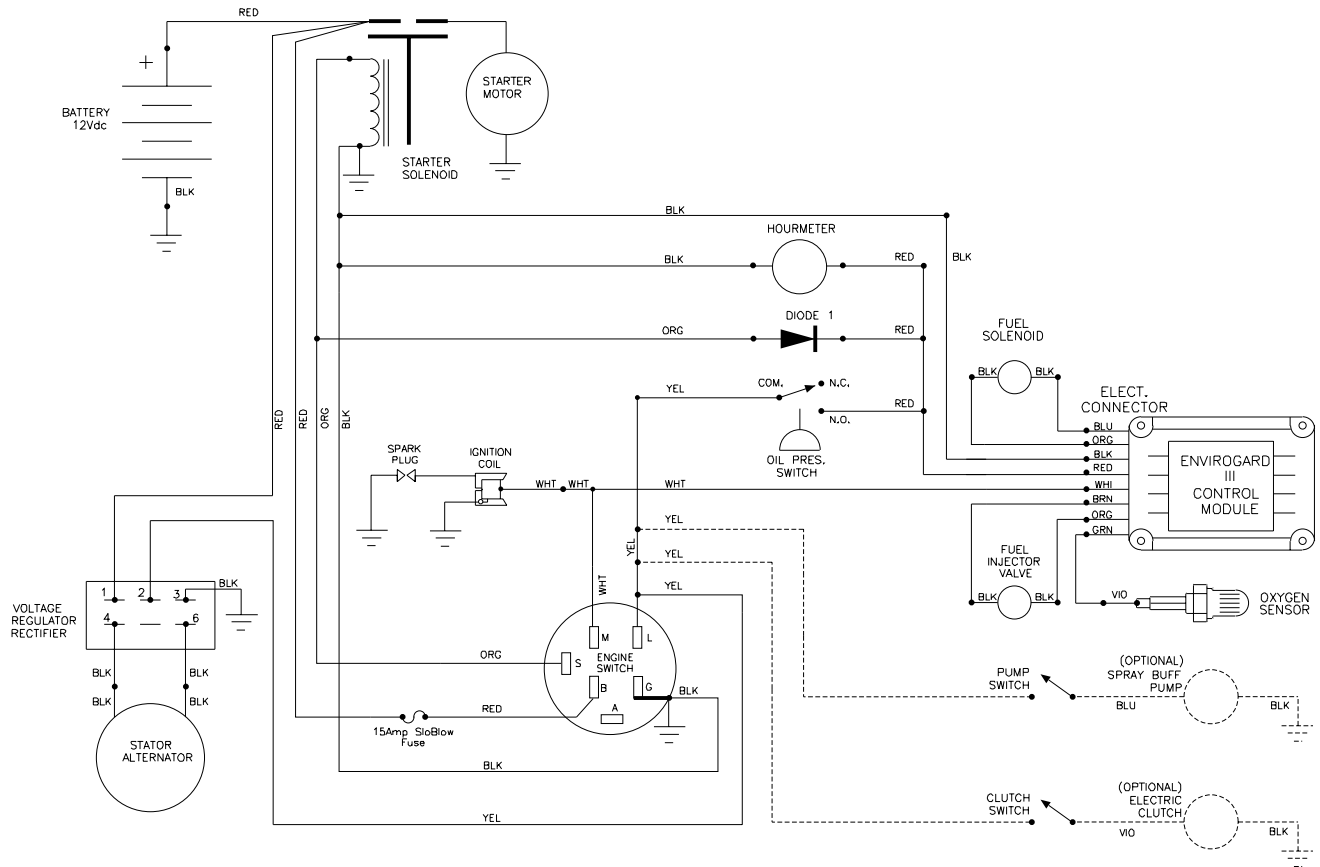 RED
+
BATTERY
12Vdc
BLK
STARTER
MOTOR
STARTER
SOLENOID
BLK
HOURMETER
BLK
RED
BLK
DIODE 1
ORG
RED
FUEL
SOLENOID
BLK
BLK
YEL
COM.
N.C.
RED
N.O.
OIL PRES.
SWITCH
ELECT.
CONNECTOR
BLU
ORG
BLK
RED
WHI
BRN
ORG
GRN
ENVIROGARD
III
CONTROL
MODULE
RED
RED
ORG
BLK
SPARK
PLUG
IGNITION
COIL
WHT
WHT
WHT
YEL
YEL
YEL
YEL
WHT
FUEL
INJECTOR
VALVE
BLK
BLK
VIO
OXYGEN
SENSOR
VOLTAGE
REGULATOR
RECTIFIER
1
2
3
BLK
4
6
BLK
BLK
BLK
BLK
STATOR
ALTERNATOR
ORG
M
L
S
ENGINE
SWITCH
B
G
BLK
A
RED
15Amp SloBlow
Fuse
BLK
YEL
PUMP
SWITCH
(OPTIONAL)
SPRAY BUFF
PUMP
BLU
BLK
CLUTCH
SWITCH
(OPTIONAL)
ELECTRIC
CLUTCH
VIO
BLK